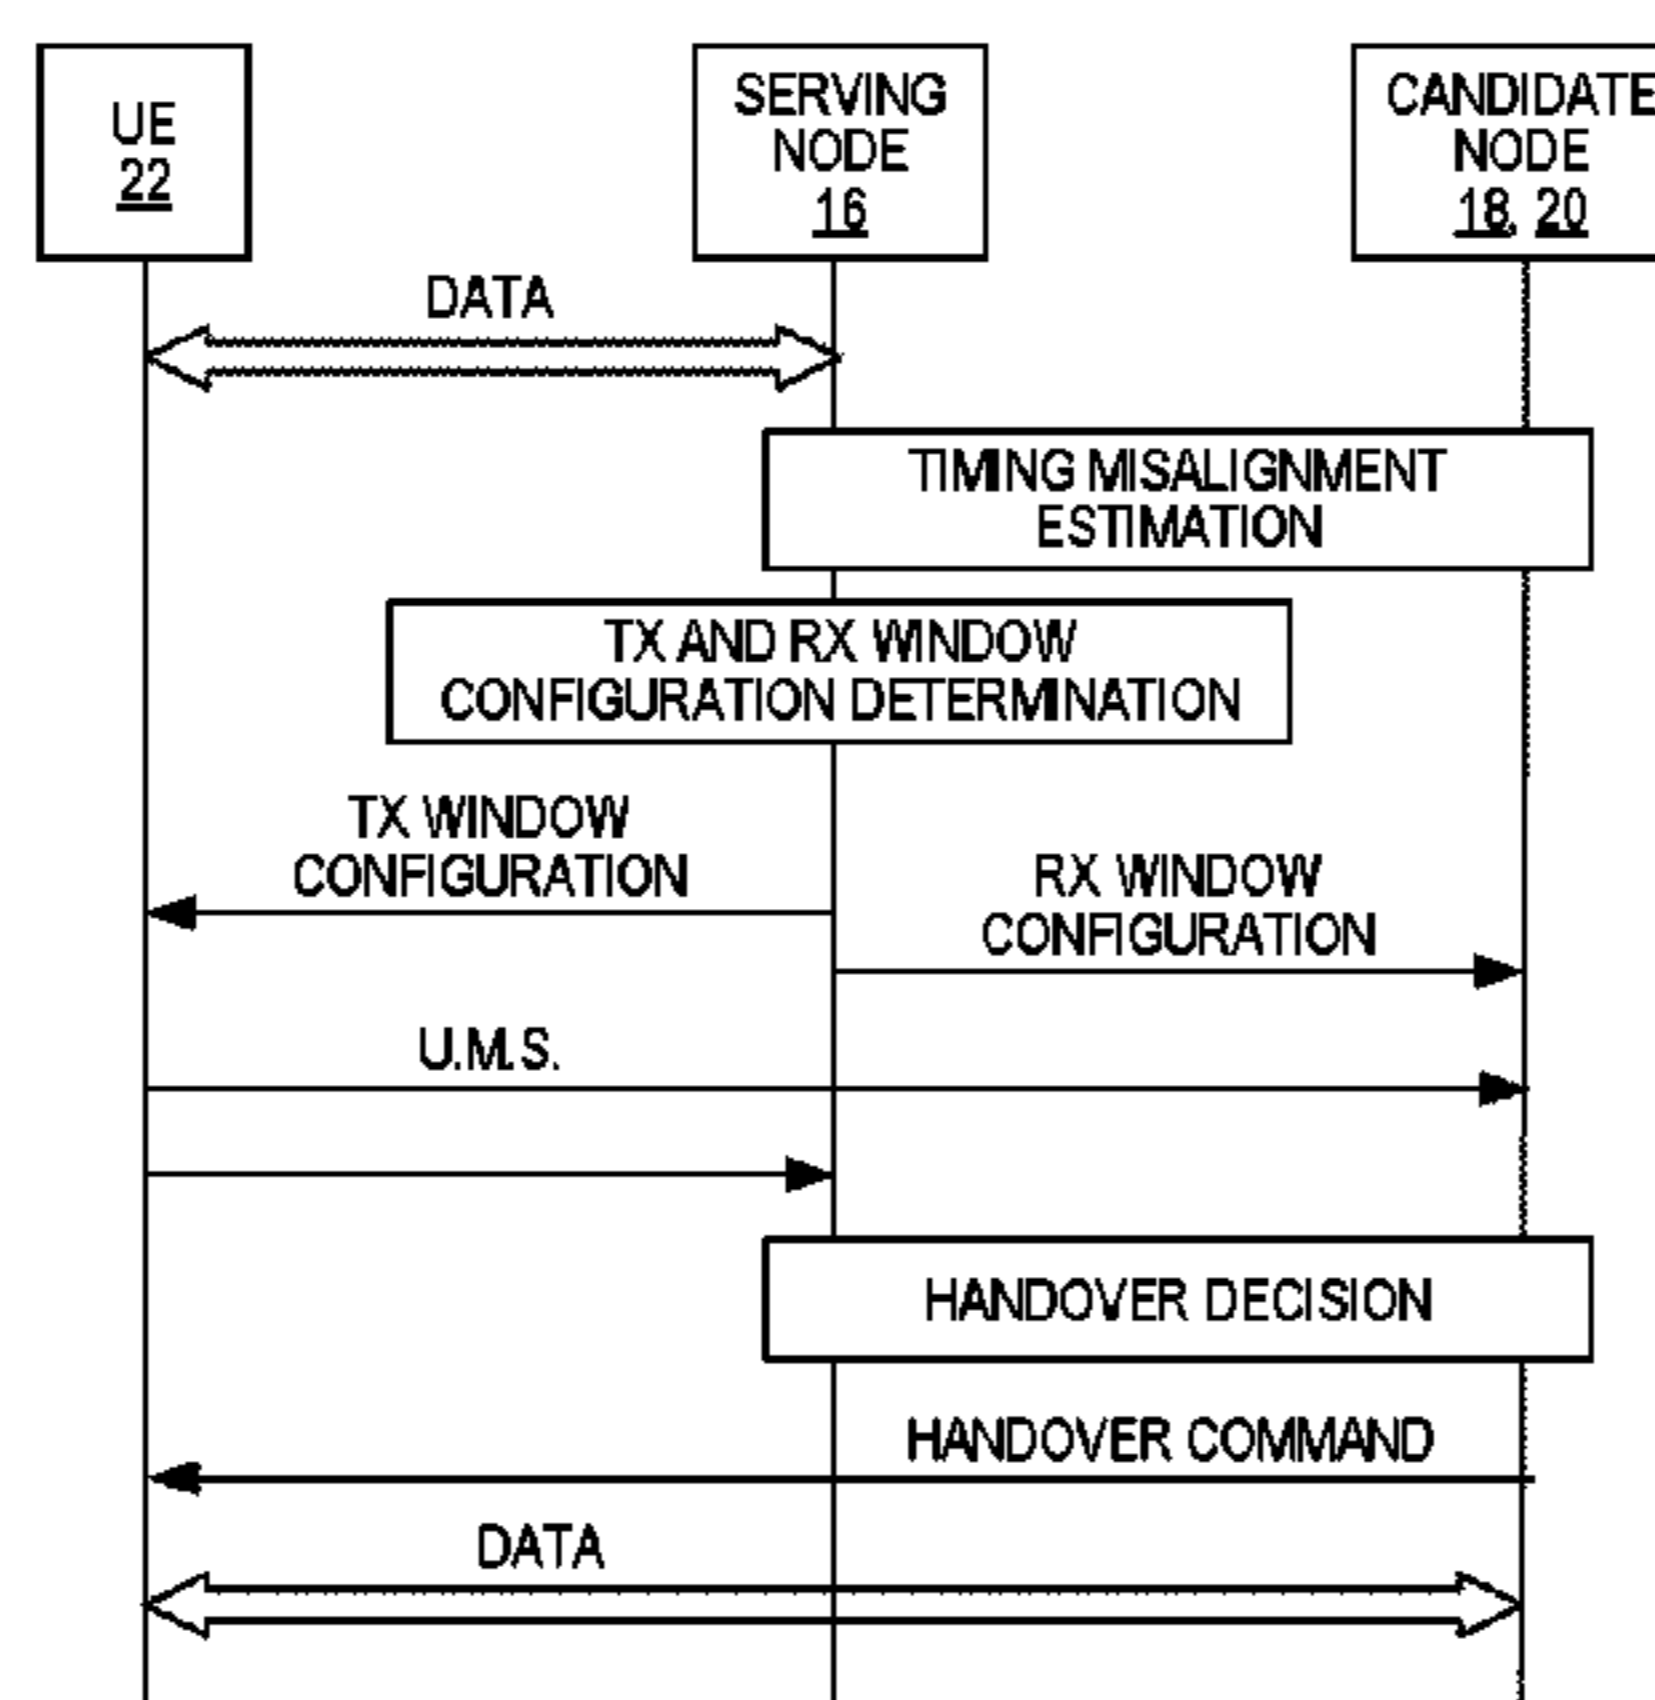 UE
22
SERVING
NODE
16
CANDIDATE
NODE
18, 20
DATA
TIMING MISALIGNMENT
ESTIMATION
TX AND RX WINDOW
CONFIGURATION DETERMINATION
TX WINDOW
CONFIGURATION
RX WINDOW
CONFIGURATION
U.M.S.
HANDOVER DECISION
HANDOVER COMMAND
DATA